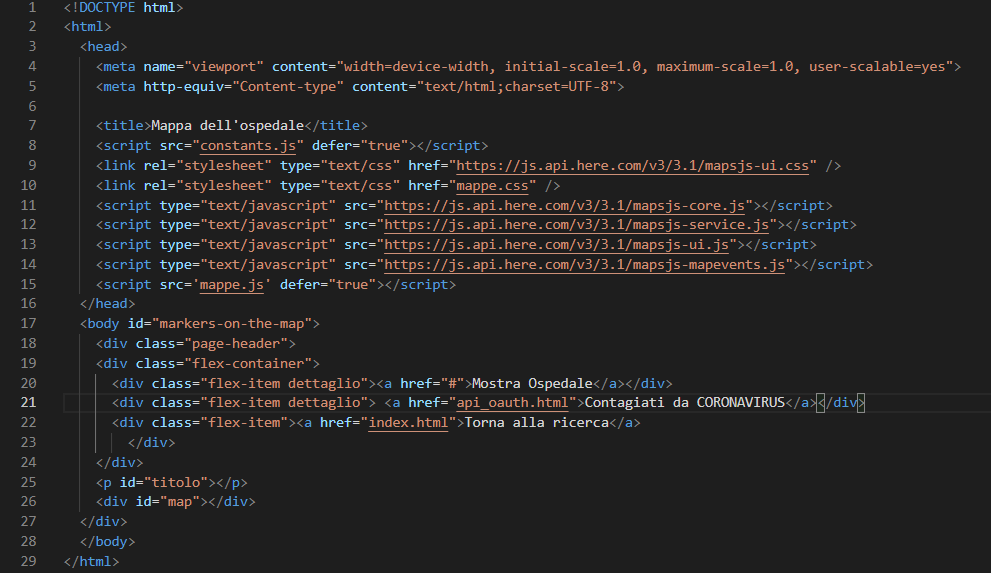 1 <!DOCTYPE html>
2 <html>
3 <head>
4 <meta name="viewport" content="width=device-width, initial-scale=1.0, maximum-scale=1.0, user-scalable=yes">
5 <meta http-equiv="Content-type" content="text/html;charset=UTF-8">
6
7 <title>Mappa dell'ospedale</title>
8 <script src="constants.js" defer="true"></script>
9 <link rel="stylesheet" type="text/css" href="https://js.api.here.com/v3/3.1/mapsjs-ui.css" />
10 <link rel="stylesheet" type="text/css" href="mappe.css" />
11 <script type="text/javascript" src="https://js.api.here.com/v3/3.1/mapsjs-core.js"></script>
12 <script type="text/javascript" src="https://js.api.here.com/v3/3.1/mapsjs-service.js"></script>
13 <script type="text/javascript" src="https://js.api.here.com/v3/3.1/mapsjs-ui.js"></script>
14 <script type="text/javascript" src="https://js.api.here.com/v3/3.1/mapsjs-mapevents.js"></script>
15 <script src='mappe.js' defer="true"></script>
16 </head>
17 <body id="markers-on-the-map">
18 <div class="page-header">
19 <div class="flex-container">
20 <div class="flex-item dettaglio"><a href="#">Mostra Ospedale</a></div>
21 <div class="flex-item dettaglio"> <a href="api_oauth.html">Contagiati da CORONAVIRUS</a></div>
22 <div class="flex-item"><a href="index.html">Torna alla ricerca</a>
23 </div>
24 </div>
25 <p id="titolo"></p>
26 <div id="map"></div>
27 </div>
28 </body>
29 </html>